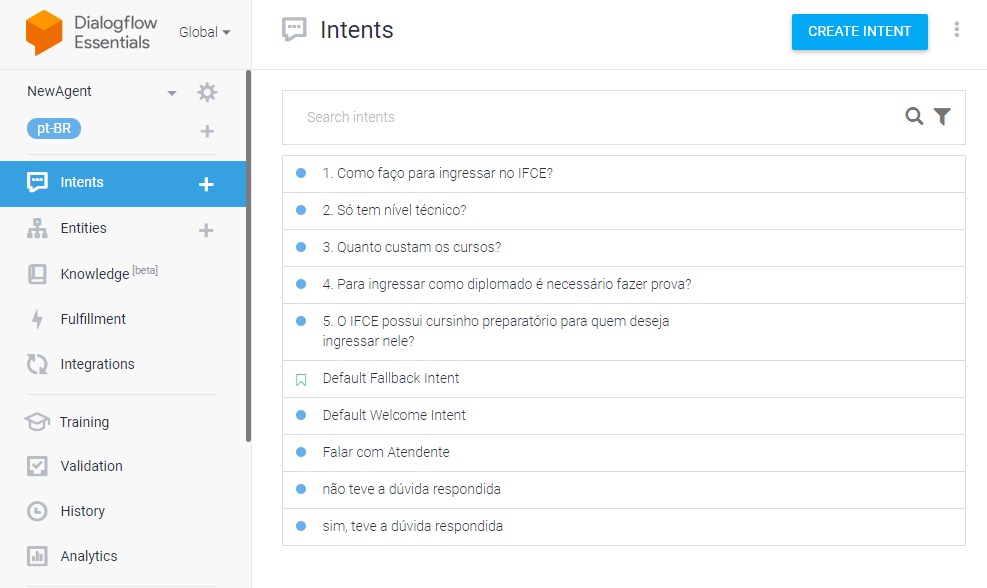 Dialogflow
Essentials
Global
Intents
CREATE INTENT
NewAgent
pt-BR
Search intents
Intents
Entities
Knowledge [beta]
Fulfillment
Integrations
Training
Validation
History
Analytics
1. Como faço para ingressar no IFCE?
2. Só tem nível técnico?
3. Quanto custam os cursos?
4. Para ingressar como diplomado é necessário fazer prova?
5. O IFCE possui cursinho preparatório para quem deseja
ingressar nele?
Default Fallback Intent
Default Welcome Intent
Falar com Atendente
não teve a dúvida respondida
sim, teve a dúvida respondida